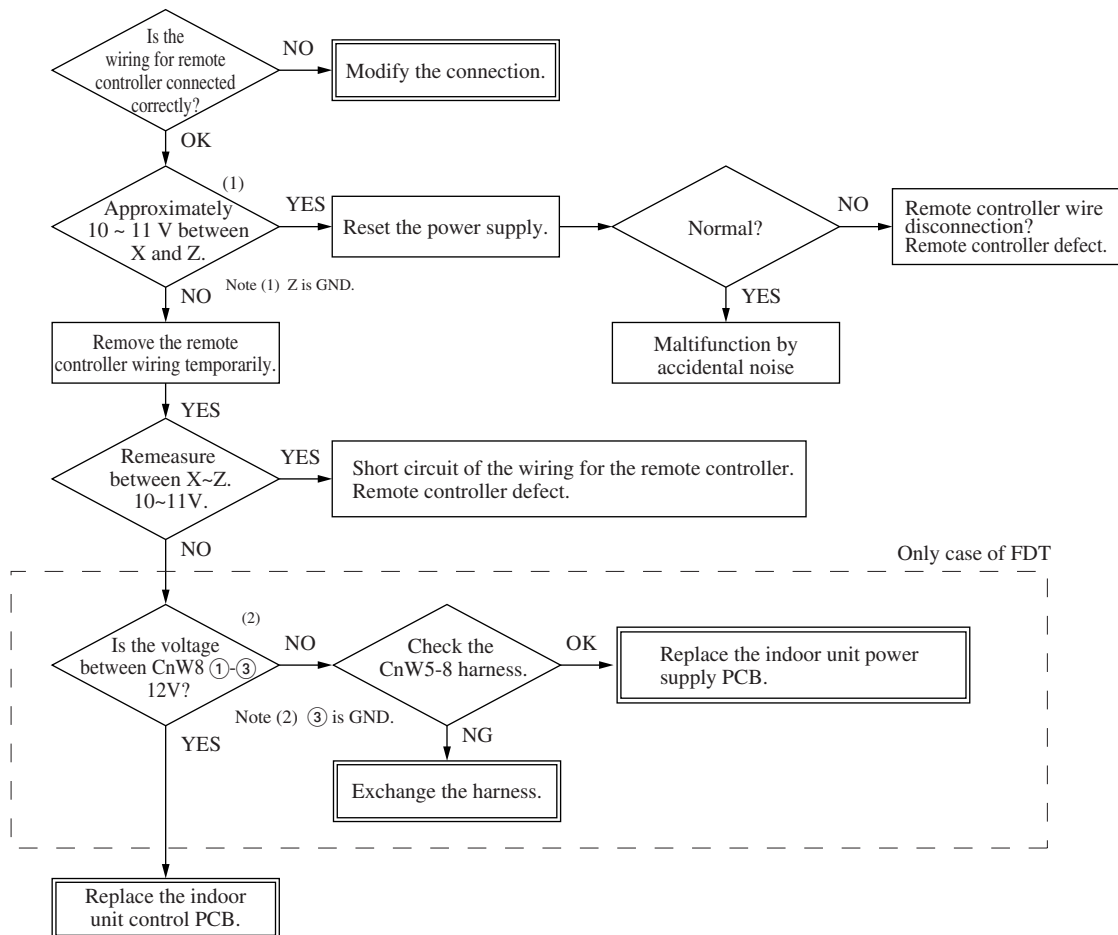 Is the
wiring for remote
controller connected
correctly?
NO
Modify the connection.
OK
(1)
Approximately
10 ~ 11 V between
X and Z.
YES
Reset the power supply.
Normal?
NO
Remote controller wire
disconnection?
Remote controller defect.
NO
Note (1) Z is GND.
YES
Maltifunction by
accidental noise
Remove the remote
controller wiring temporarily.
YES
Remeasure
between X~Z.
10~11V.
YES
Short circuit of the wiring for the remote controller.
Remote controller defect.
NO
Only case of FDT
(2)
Is the voltage
between CnW8 ①-③
12V?
NO
Check the
CnW5-8 harness.
OK
Replace the indoor unit power
supply PCB.
Note (2) ③ is GND.
YES
NG
Exchange the harness.
Replace the indoor
unit control PCB.